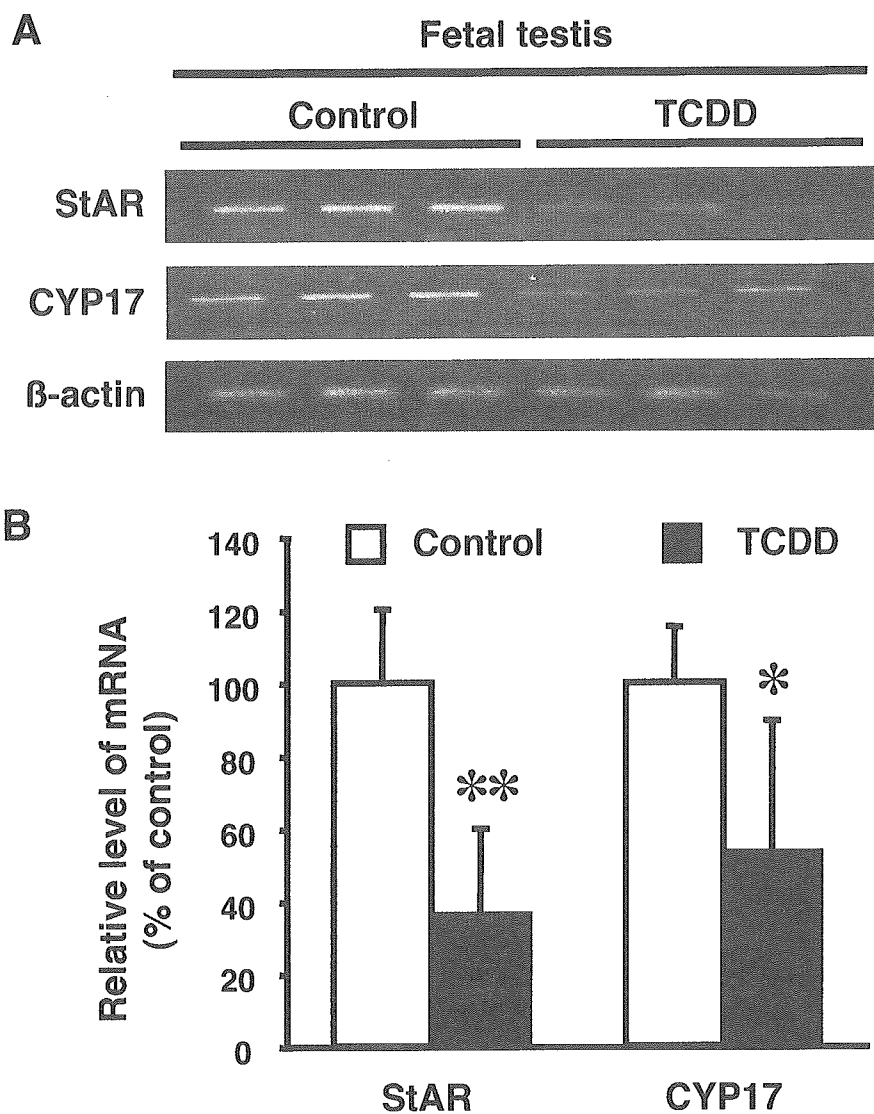 A
Fetal testis
Control TCDD
StAR
CYP17
ß-actin
B
Control TCDD
Relative level of mRNA
(% of control)
140
120
100
80
60
40
20
0
**
*
StAR CYP17